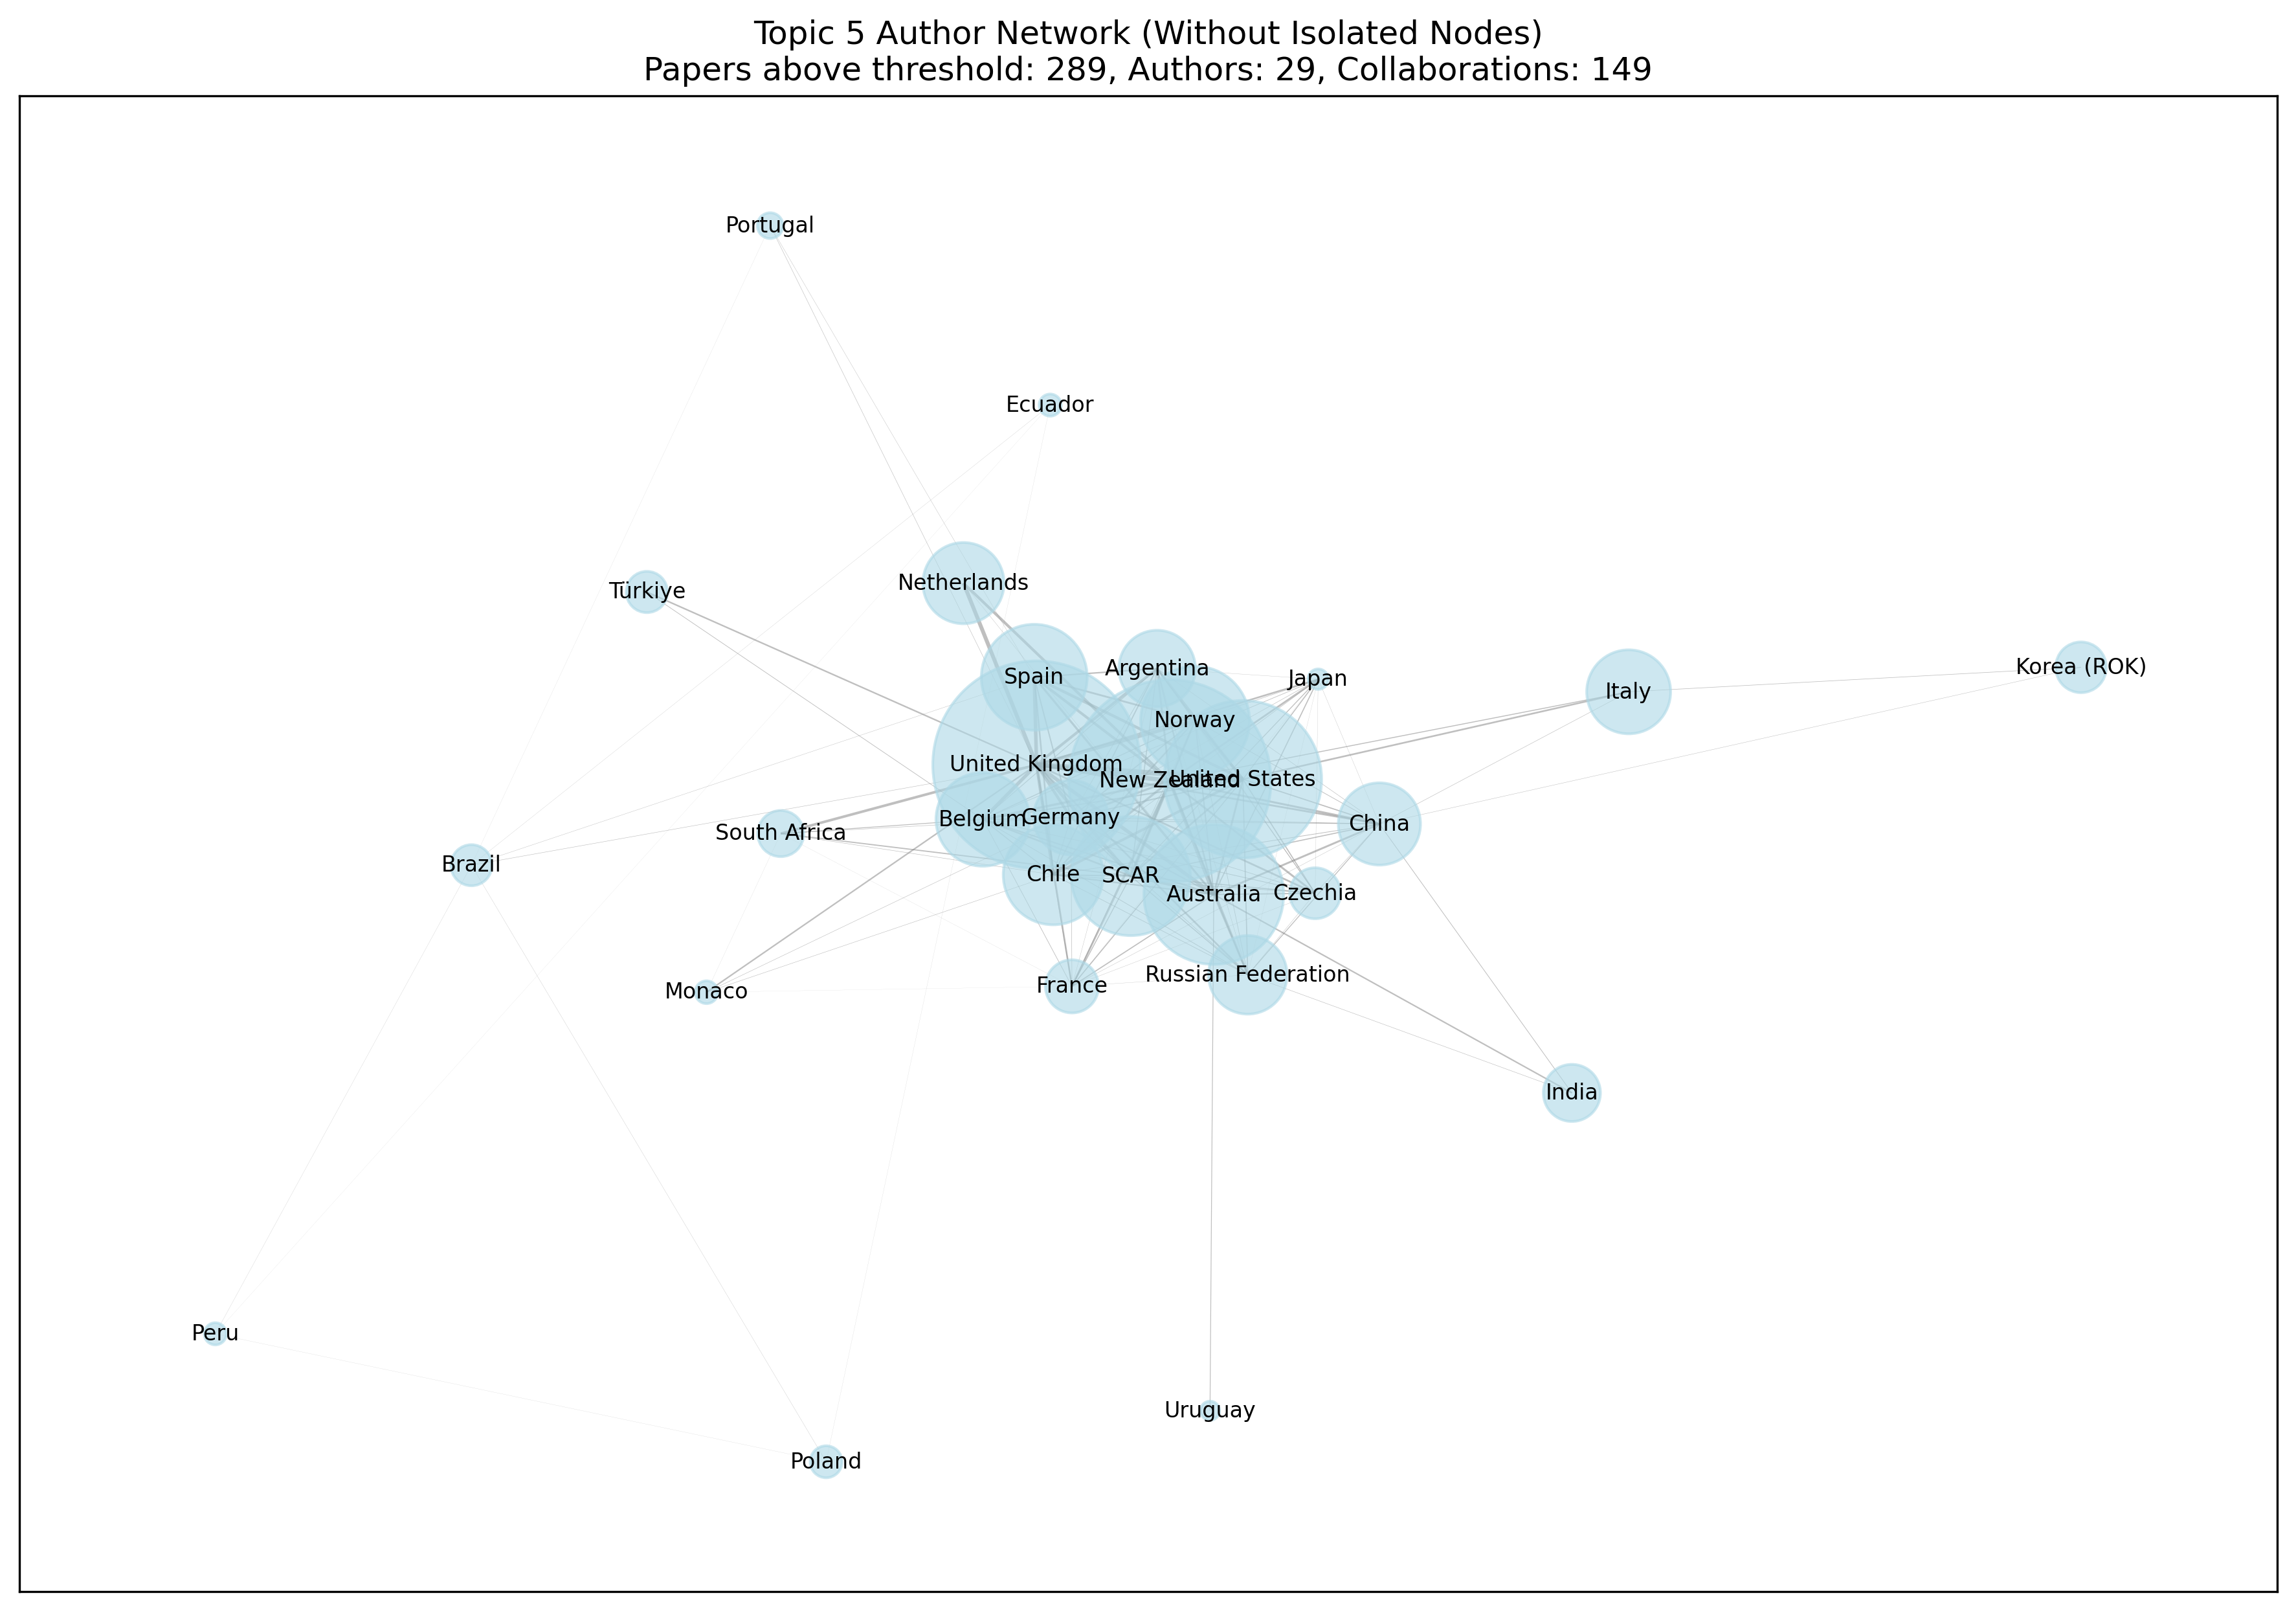 Topic 5 Author Network (Without Isolated Nodes)
Papers above threshold: 289, Authors: 29, Collaborations: 149
Portugal
Ecuador
Netherlands
Türkiye
Spain
Argentina
Japan
Korea (ROK)
Italy
Norway
United Kingdom
New Zealand
United States
Belgium
Germany
China
South Africa
Brazil
Chile
SCAR
Australia
Czechia
Russian Federation
France
Monaco
India
Peru
Uruguay
Poland